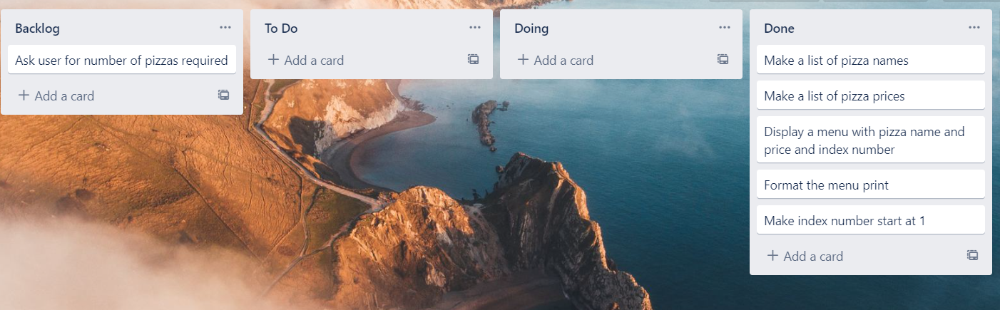 Backlog
Ask user for number of pizzas required
Add a card
To Do
Add a card
Doing
Add a card
Done
Make a list of pizza names
Make a list of pizza prices
Display a menu with pizza name and
price and index number
Format the menu print
Make index number start at 1
Add a card